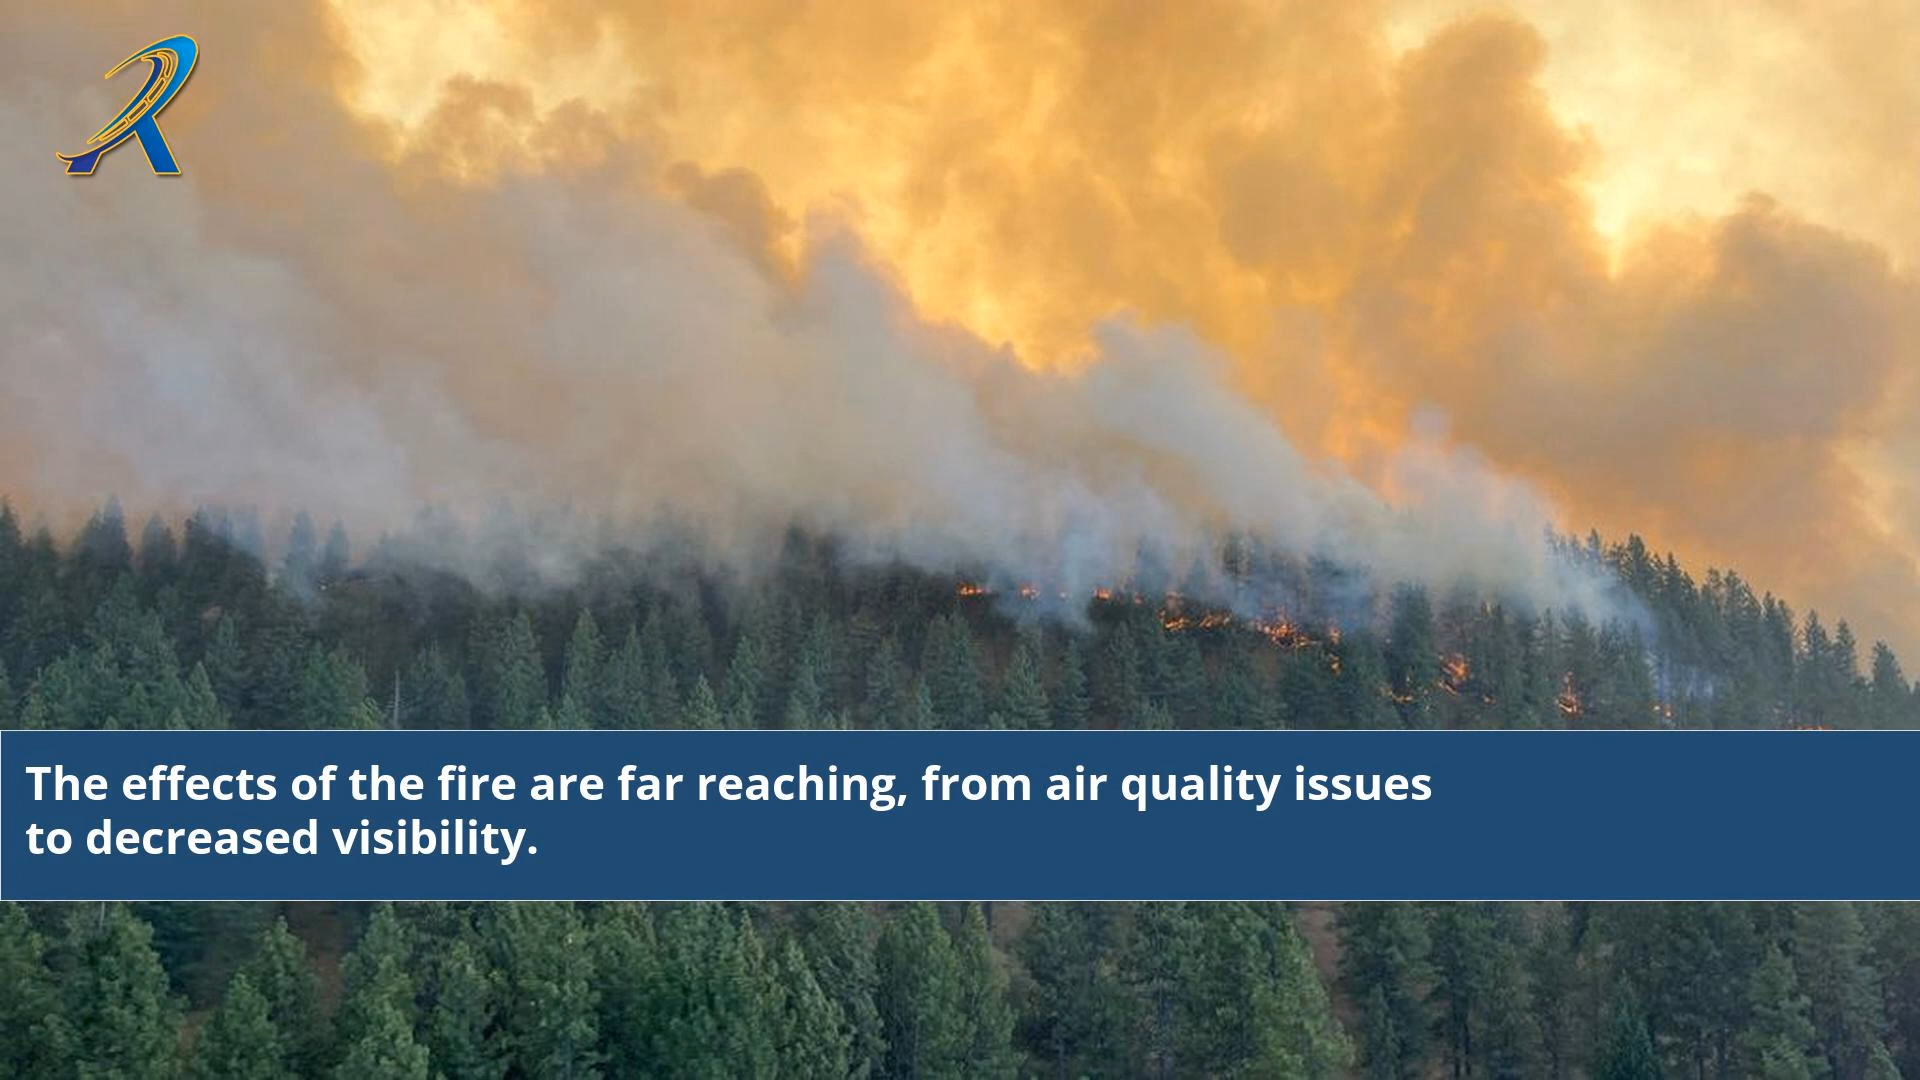 The effects of the fire are far reaching, from air quality issues
to decreased visibility.